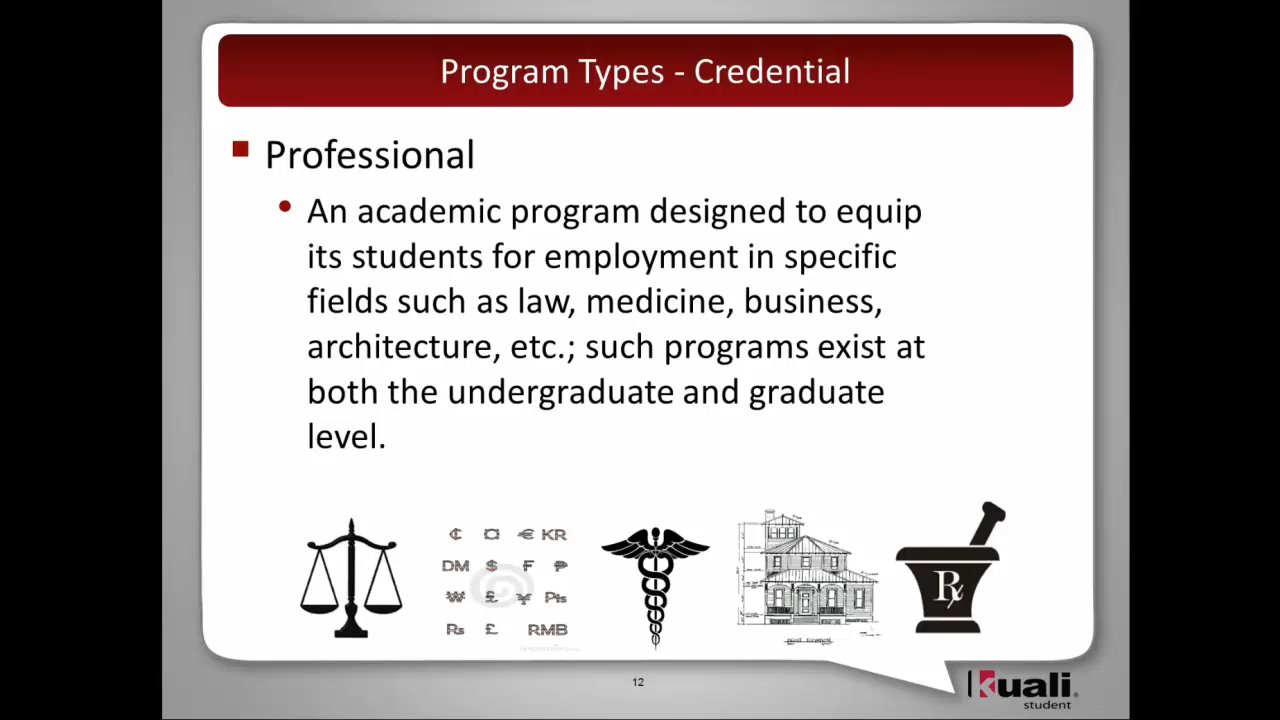 Program Types - Credential
Professional
An academic program designed to equip
its students for employment in specific
fields such as law, medicine, business,
architecture, etc.; such programs exist at
both the undergraduate and graduate
level.
¢ ¤ € KR
DM $ ₣ ₱
₩ £ ¥ Pts
Rs £ RMB
Rx
12
kuali
student